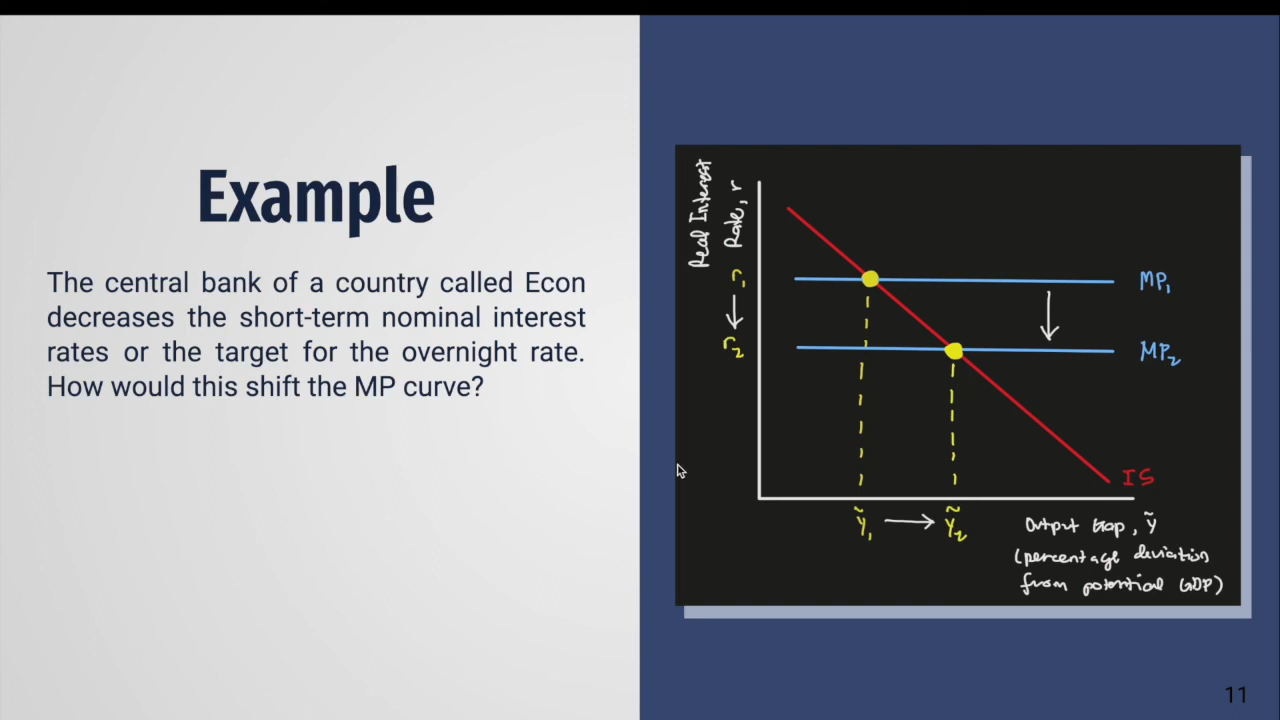 Example
The central bank of a country called Econ
decreases the short-term nominal interest
rates or the target for the overnight rate.
How would this shift the MP curve?
Real Interest
Rate, r
r₁
r₂
MP₁
MP₂
IS
Ỹ₁
Ỹ₂
Output Gap, Ỹ
(percentage deviation
from potential GDP)
11